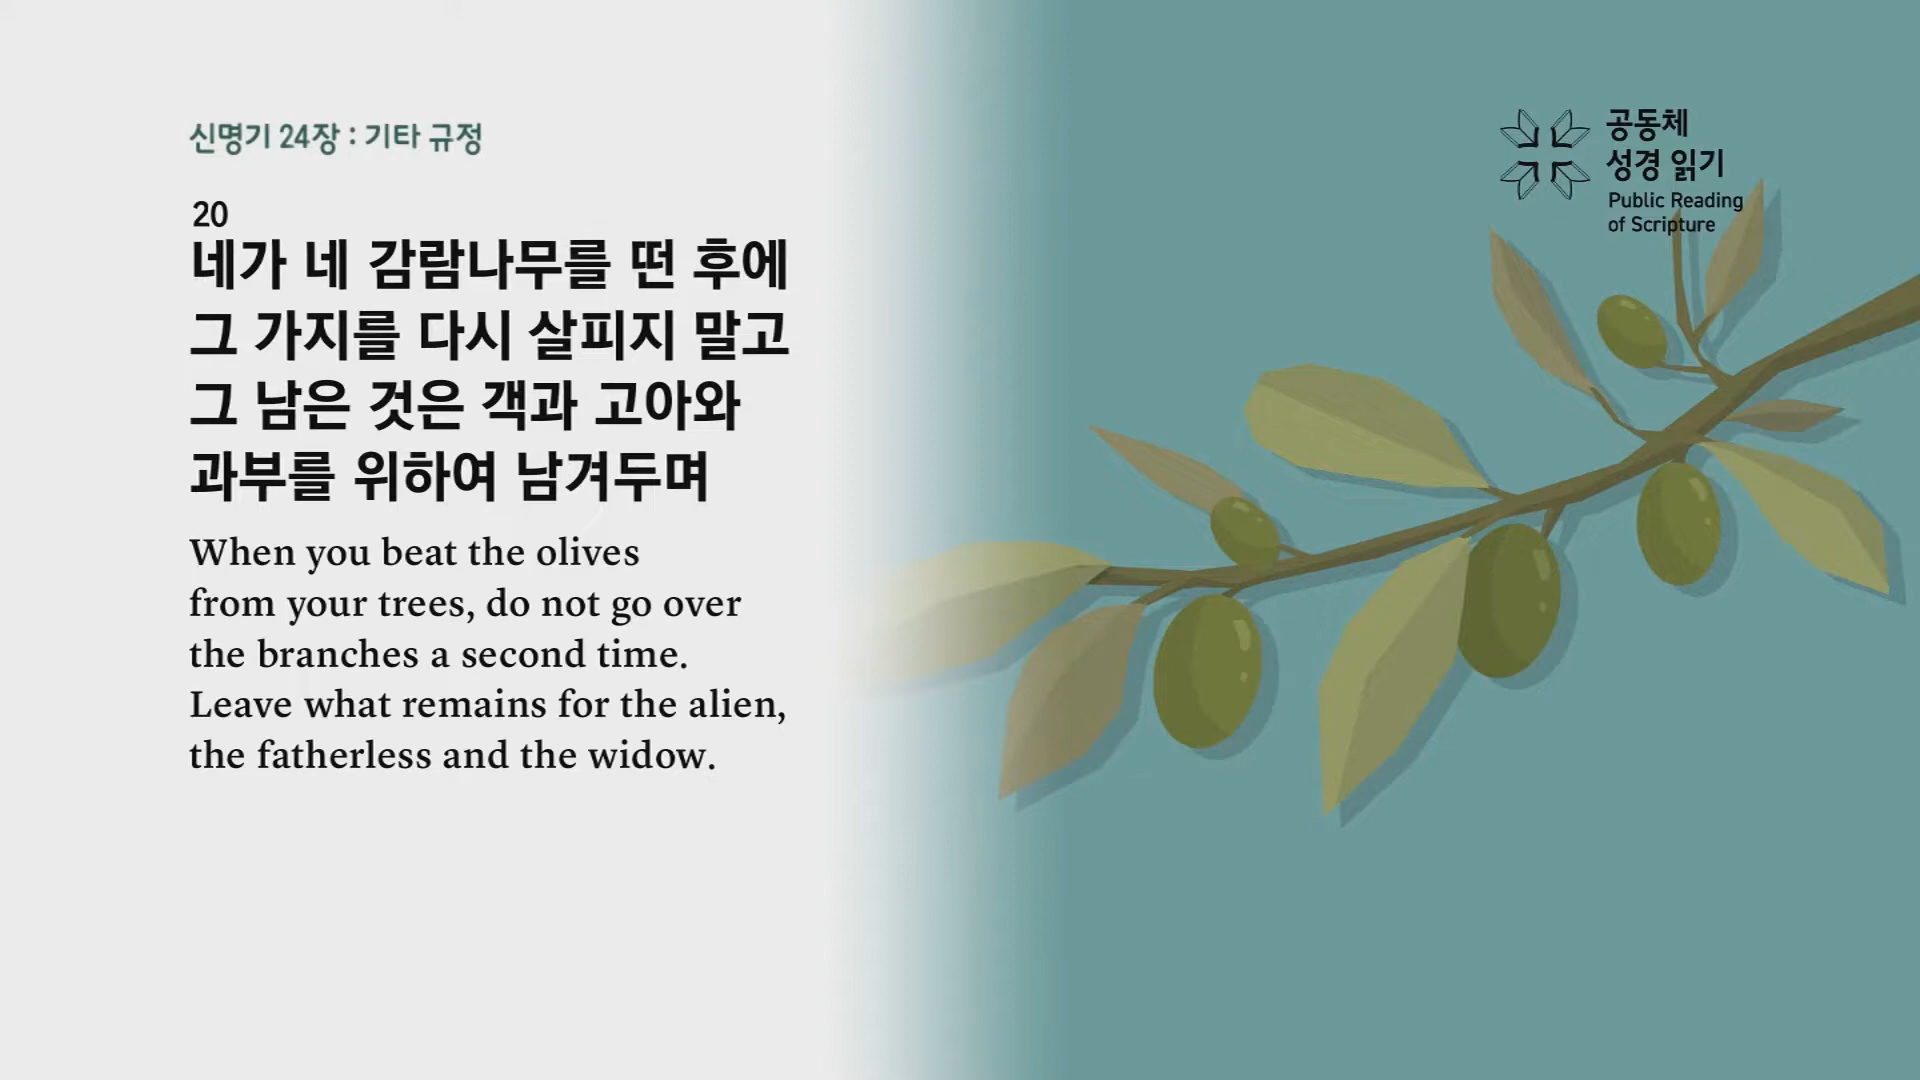 신명기 24장 : 기타 규정
20
네가 네 감람나무를 떤 후에
그 가지를 다시 살피지 말고
그 남은 것은 객과 고아와
과부를 위하여 남겨두며
When you beat the olives
from your trees, do not go over
the branches a second time.
Leave what remains for the alien,
the fatherless and the widow.
공동체
성경 읽기
Public Reading
of Scripture